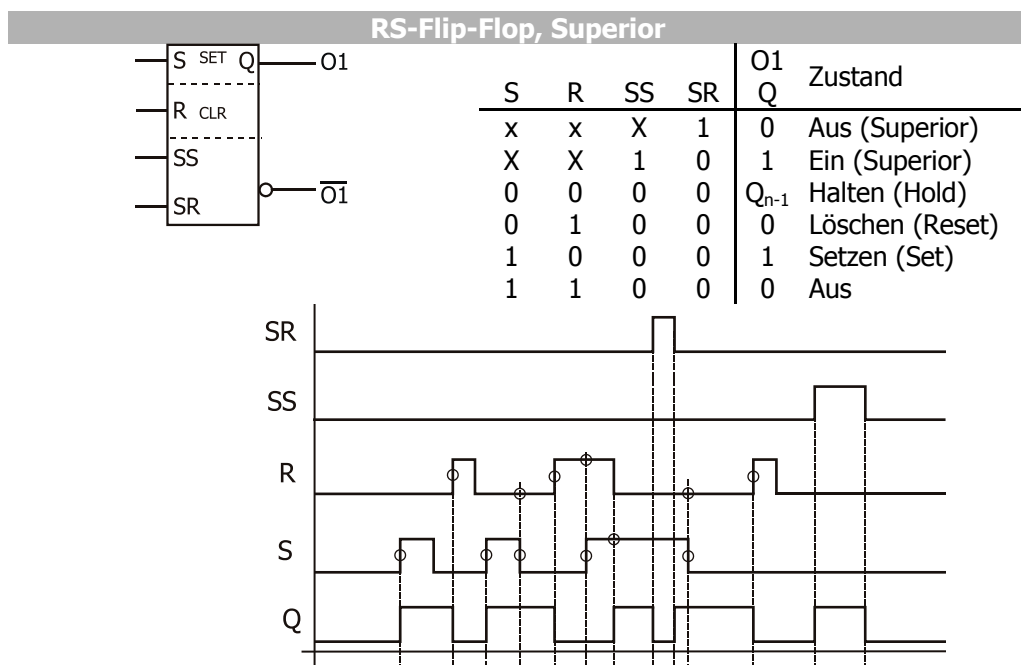 RS-Flip-Flop, Superior
S SET Q O1
R CLR
SS
SR O1
O1
S R SS SR Q Zustand
x x X 1 0 Aus (Superior)
X X 1 0 1 Ein (Superior)
0 0 0 0 Qn-1 Halten (Hold)
0 1 0 0 0 Löschen (Reset)
1 0 0 0 1 Setzen (Set)
1 1 0 0 0 Aus
SR
SS
R
S
Q